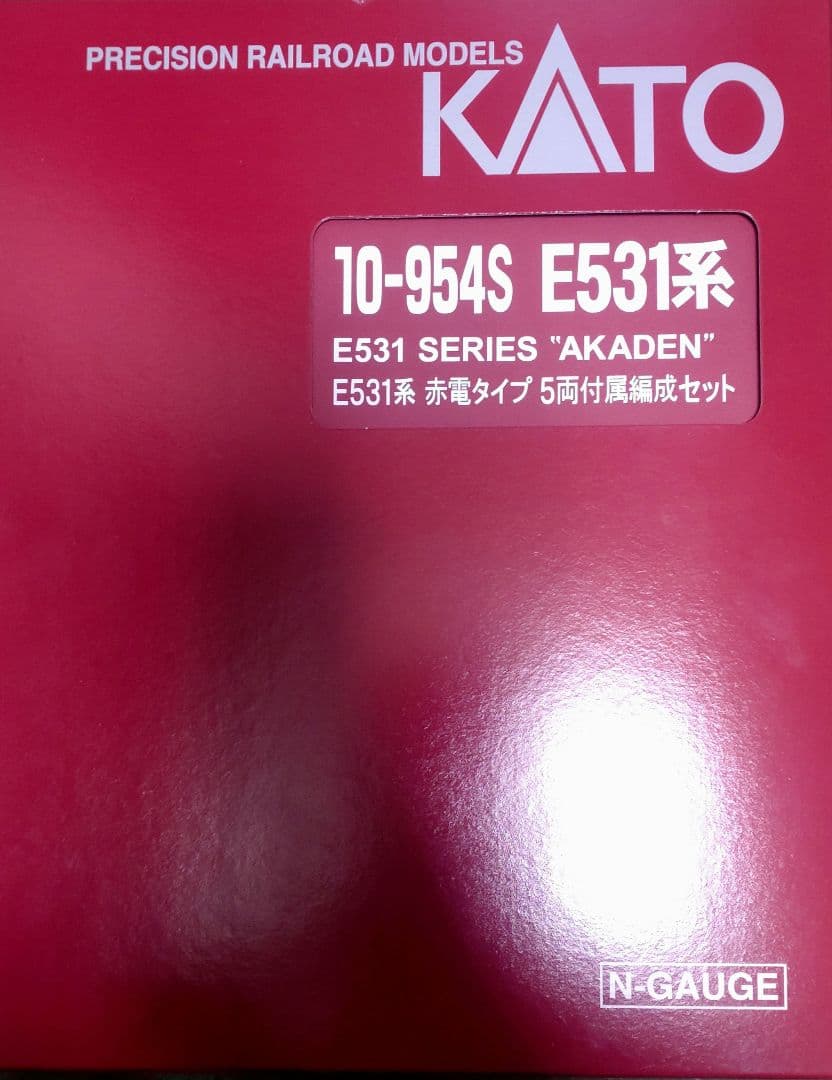 PRECISION RAILROAD MODELS
KATO
10-954S E531系
E531 SERIES "AKADEN"
E531系 赤電タイプ 5両付属編成セット
N-GAUGE